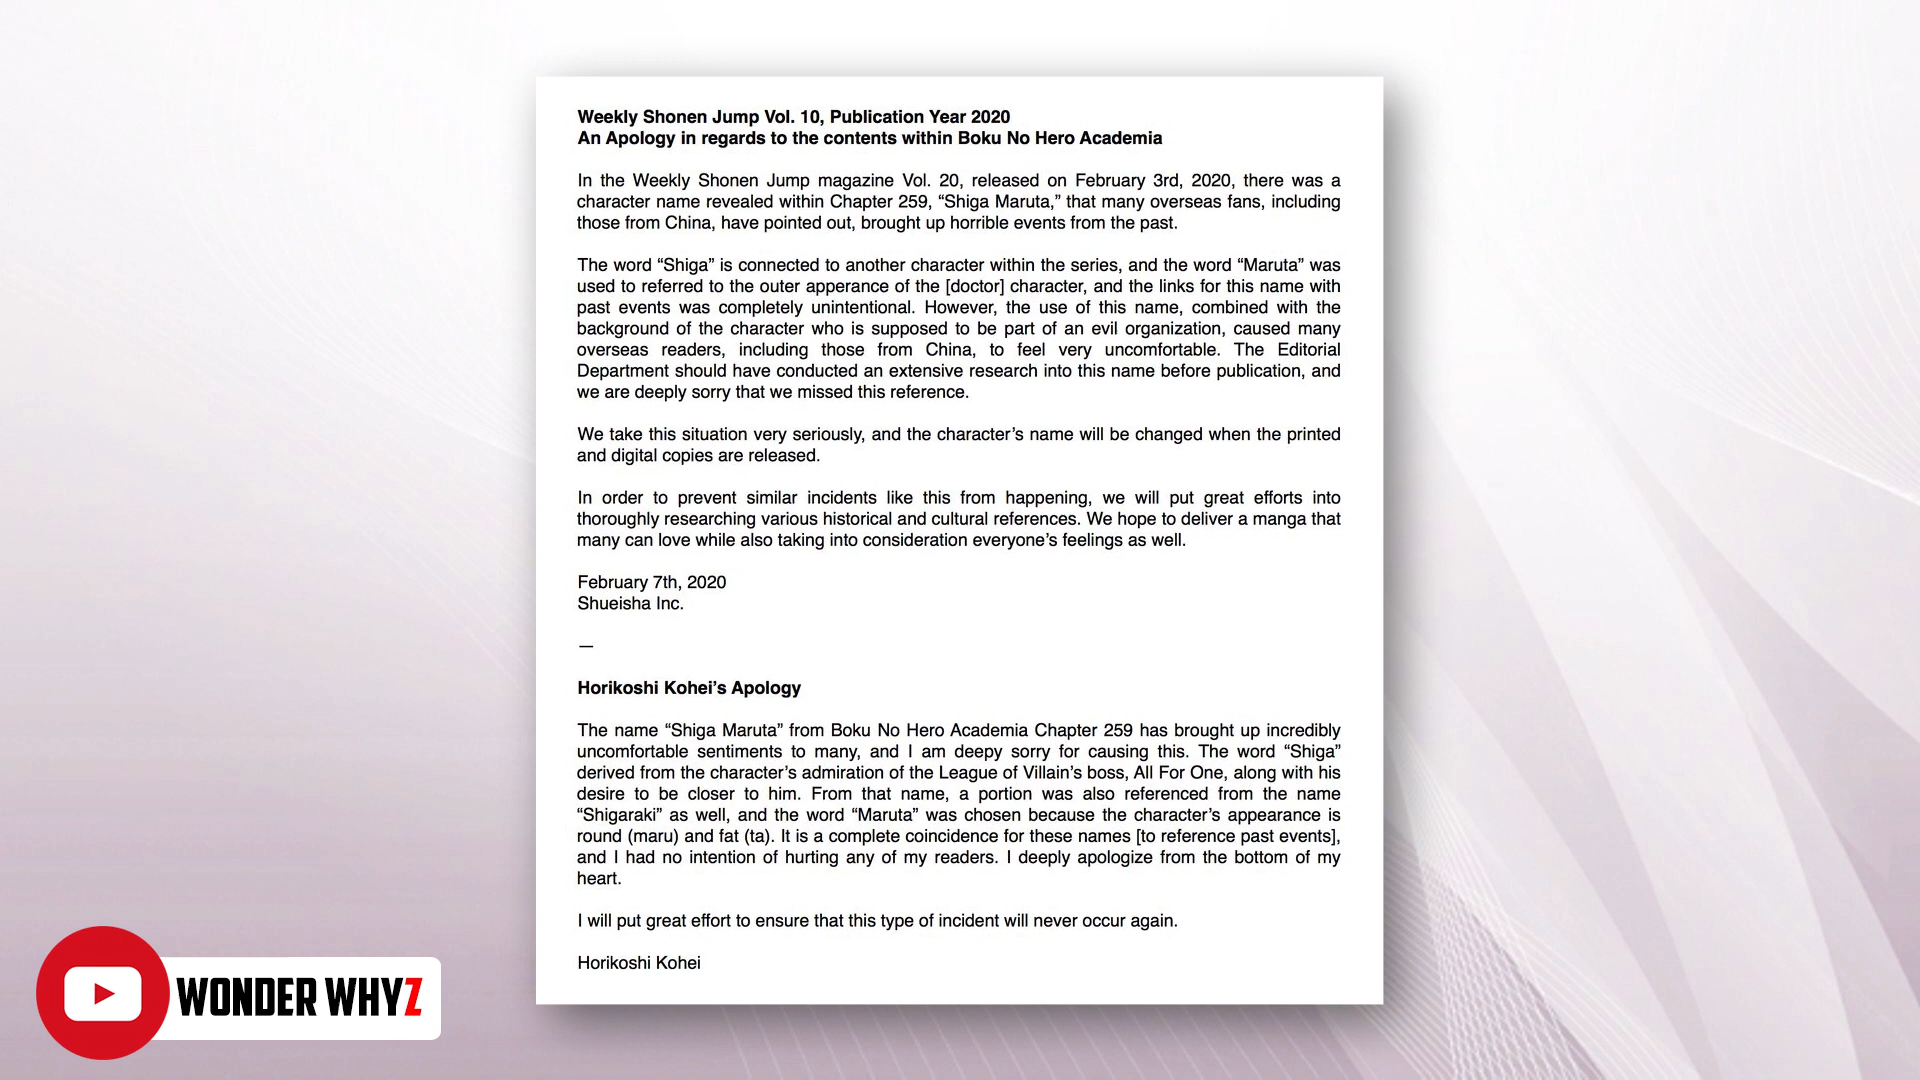 Weekly Shonen Jump Vol. 10, Publication Year 2020
An Apology in regards to the contents within Boku No Hero Academia
In the Weekly Shonen Jump magazine Vol. 20, released on February 3rd, 2020, there was a
character name revealed within Chapter 259, “Shiga Maruta,” that many overseas fans, including
those from China, have pointed out, brought up horrible events from the past.
The word “Shiga” is connected to another character within the series, and the word “Maruta” was
used to referred to the outer apperance of the [doctor] character, and the links for this name with
past events was completely unintentional. However, the use of this name, combined with the
background of the character who is supposed to be part of an evil organization, caused many
overseas readers, including those from China, to feel very uncomfortable. The Editorial
Department should have conducted an extensive research into this name before publication, and
we are deeply sorry that we missed this reference.
We take this situation very seriously, and the character’s name will be changed when the printed
and digital copies are released.
In order to prevent similar incidents like this from happening, we will put great efforts into
thoroughly researching various historical and cultural references. We hope to deliver a manga that
many can love while also taking into consideration everyone’s feelings as well.
February 7th, 2020
Shueisha Inc.
—
Horikoshi Kohei’s Apology
The name “Shiga Maruta” from Boku No Hero Academia Chapter 259 has brought up incredibly
uncomfortable sentiments to many, and I am deepy sorry for causing this. The word “Shiga”
derived from the character’s admiration of the League of Villain’s boss, All For One, along with his
desire to be closer to him. From that name, a portion was also referenced from the name
“Shigaraki” as well, and the word “Maruta” was chosen because the character’s appearance is
round (maru) and fat (ta). It is a complete coincidence for these names [to reference past events],
and I had no intention of hurting any of my readers. I deeply apologize from the bottom of my
heart.
I will put great effort to ensure that this type of incident will never occur again.
Horikoshi Kohei
WONDER WHYZ